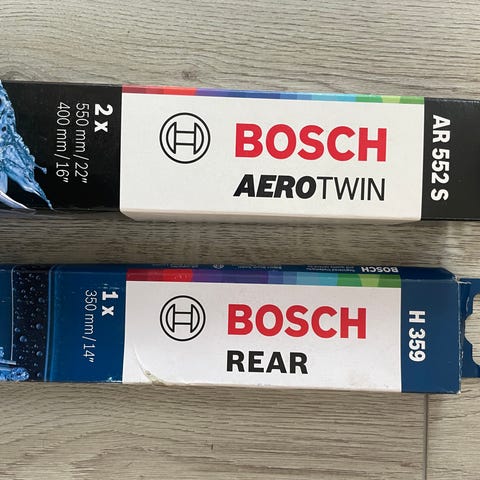 2 x
550 mm / 22"
400 mm / 16"
BOSCH
AEROTWIN
AR 552 S
1 x
350 mm / 14"
BOSCH
BOSCH
REAR
H 359